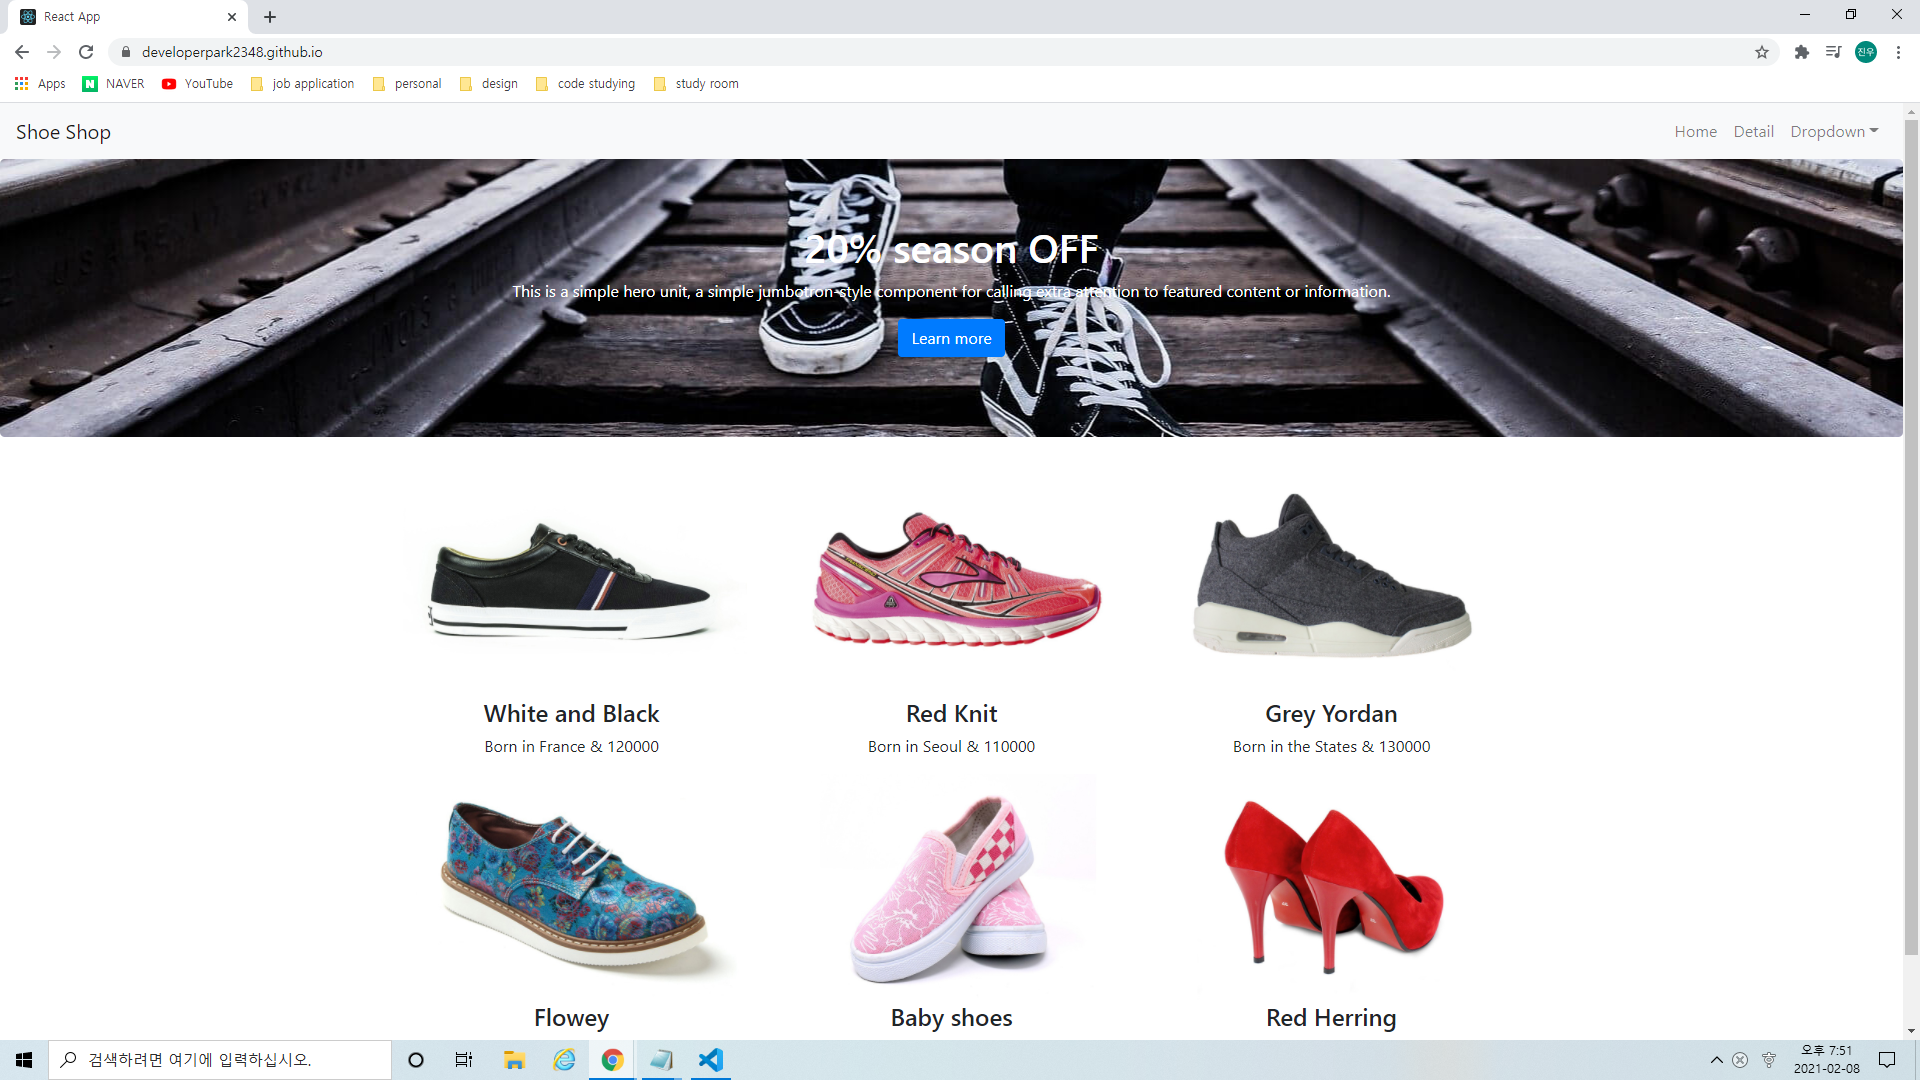 React App
developerpark2348.github.io
진우
Apps NAVER YouTube job application personal design code studying study room
Shoe Shop
Home Detail Dropdown
20% season OFF
This is a simple hero unit, a simple jumbotron-style component for calling extra attention to featured content or information.
Learn more
White and Black
Born in France & 120000
Red Knit
Born in Seoul & 110000
Grey Yordan
Born in the States & 130000
Flowey
Baby shoes
Red Herring
검색하려면 여기에 입력하십시오.
오후 7:51
2021-02-08